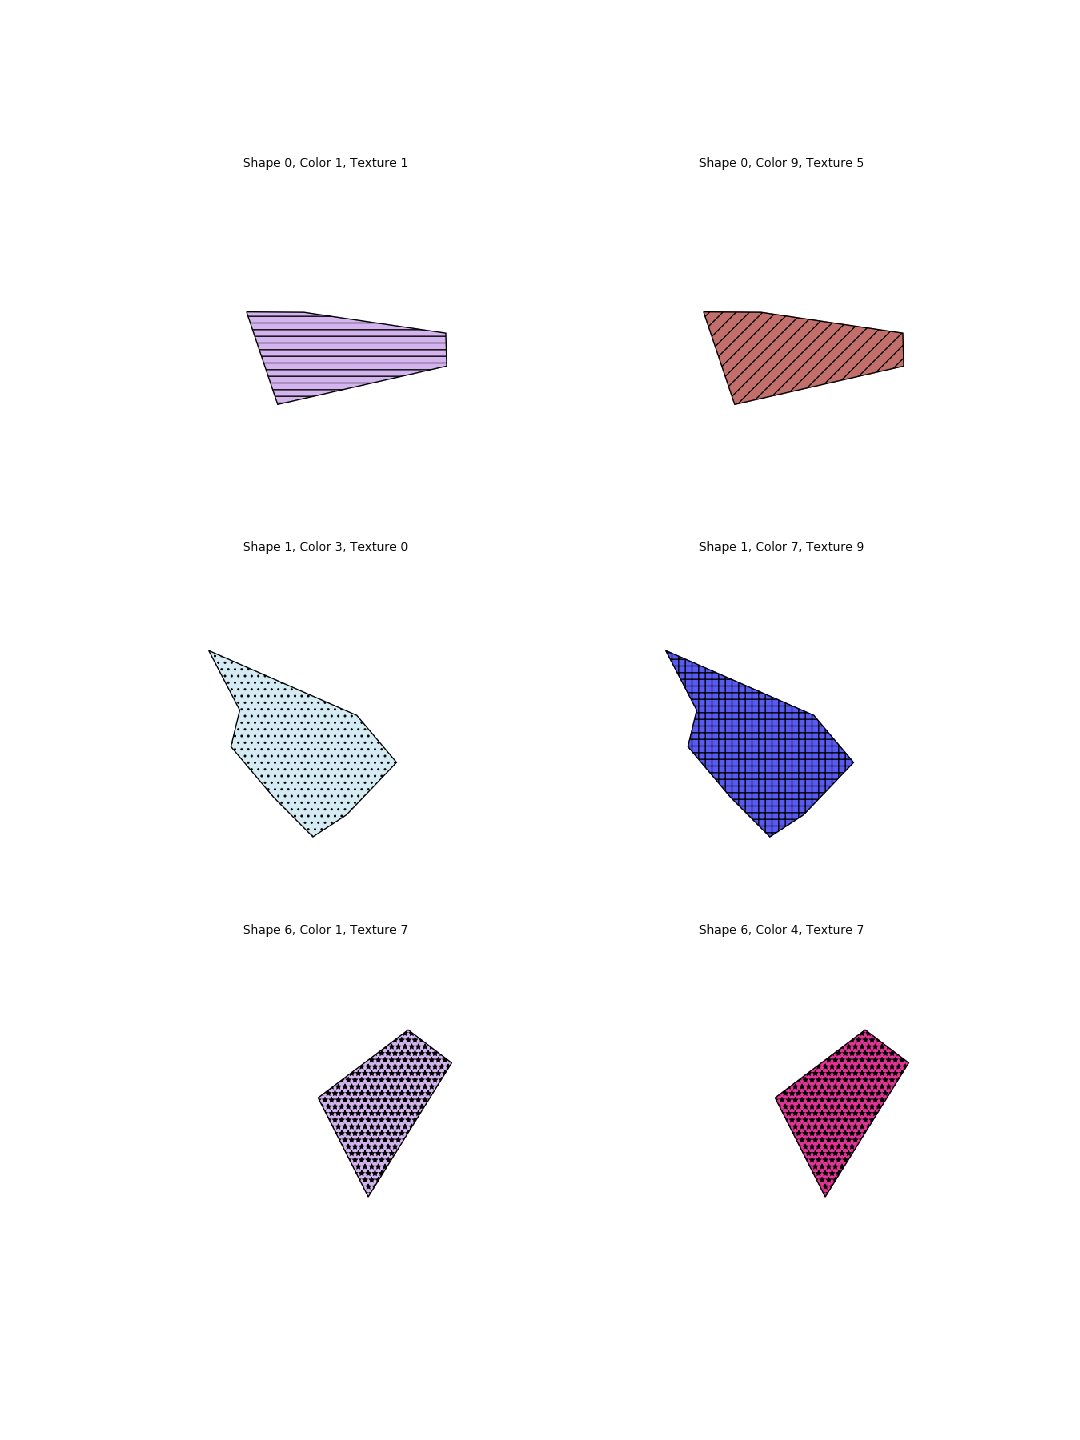 Shape 0, Color 1, Texture 1
Shape 0, Color 9, Texture 5
Shape 1, Color 3, Texture 0
Shape 1, Color 7, Texture 9
Shape 6, Color 1, Texture 7
Shape 6, Color 4, Texture 7